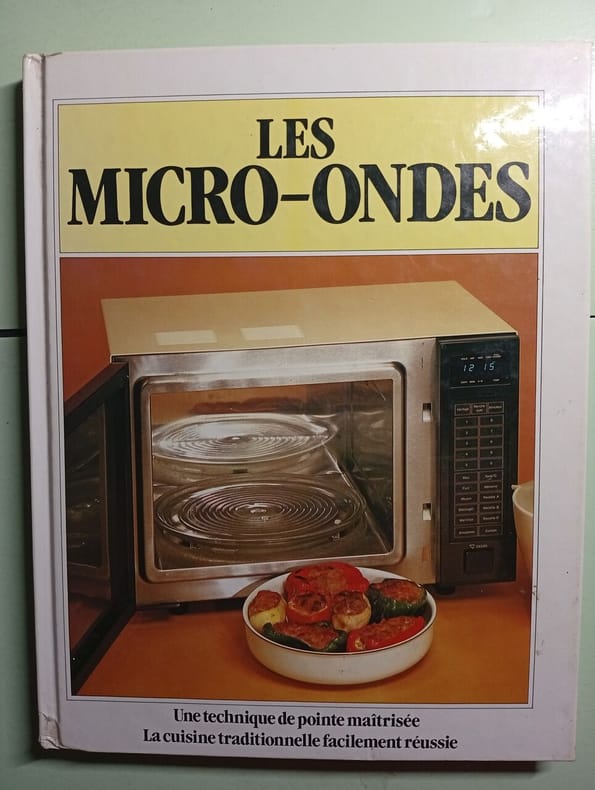 LES
MICRO-ONDES
12 15
Une technique de pointe maîtrisée
La cuisine traditionnelle facilement réussie